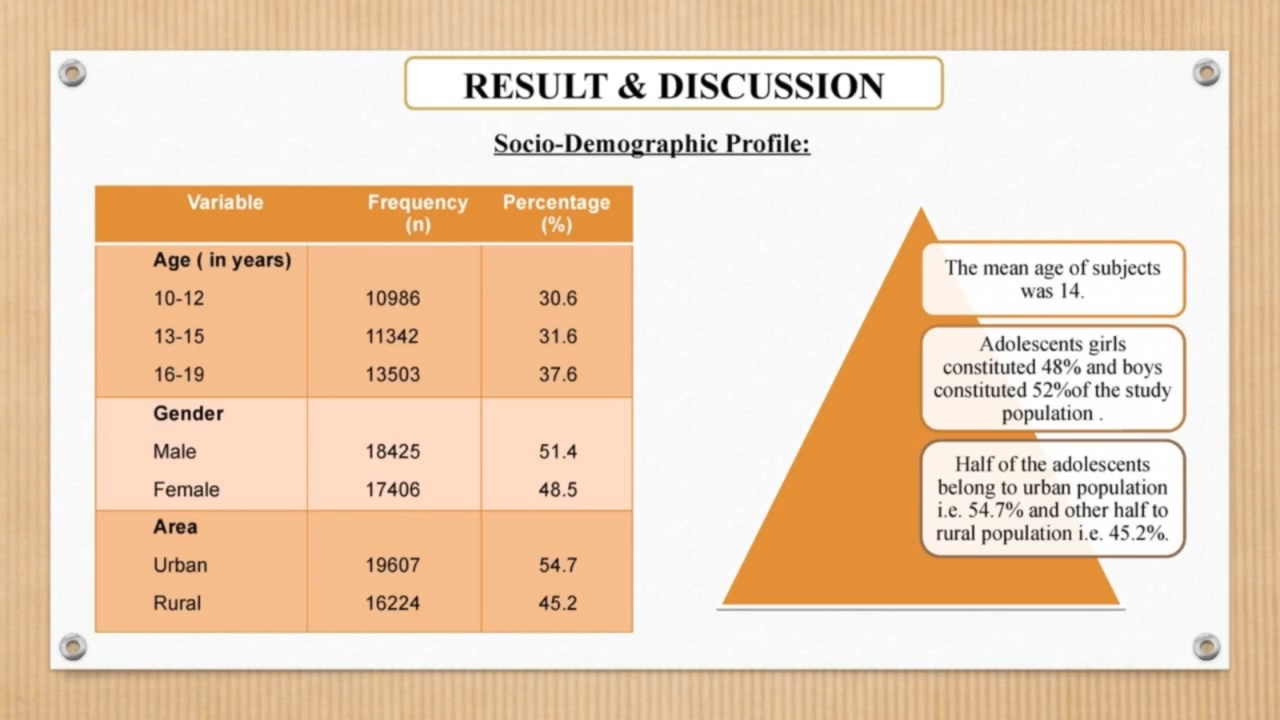 RESULT & DISCUSSION
Socio-Demographic Profile:
Variable Frequency (n) Percentage (%)
Age ( in years)
10-12 10986 30.6
13-15 11342 31.6
16-19 13503 37.6
Gender
Male 18425 51.4
Female 17406 48.5
Area
Urban 19607 54.7
Rural 16224 45.2
The mean age of subjects
was 14.
Adolescents girls
constituted 48% and boys
constituted 52%of the study
population .
Half of the adolescents
belong to urban population
i.e. 54.7% and other half to
rural population i.e. 45.2%.